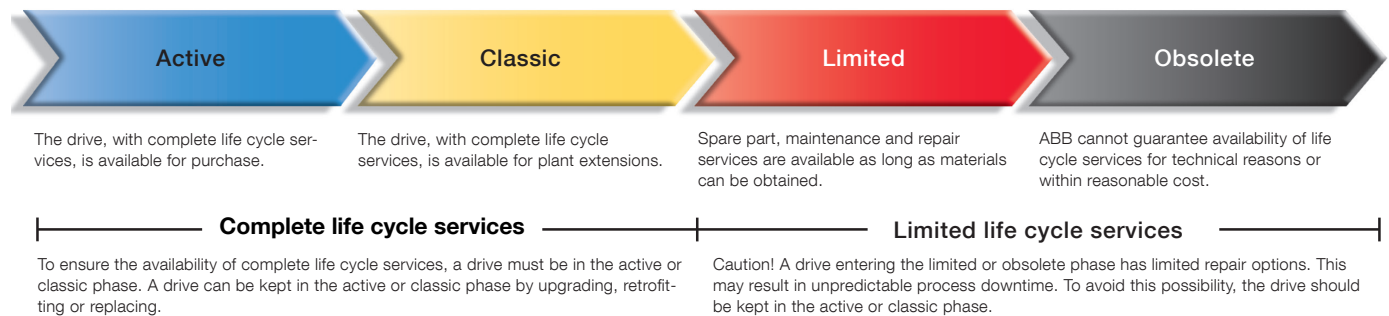 Active
Classic
Limited
Obsolete
The drive, with complete life cycle ser-
vices, is available for purchase.
The drive, with complete life cycle
services, is available for plant extensions.
Spare part, maintenance and repair
services are available as long as materials
can be obtained.
ABB cannot guarantee availability of life
cycle services for technical reasons or
within reasonable cost.
Complete life cycle services
Limited life cycle services
To ensure the availability of complete life cycle services, a drive must be in the active or
classic phase. A drive can be kept in the active or classic phase by upgrading, retrofit-
ting or replacing.
Caution! A drive entering the limited or obsolete phase has limited repair options. This
may result in unpredictable process downtime. To avoid this possibility, the drive should
be kept in the active or classic phase.